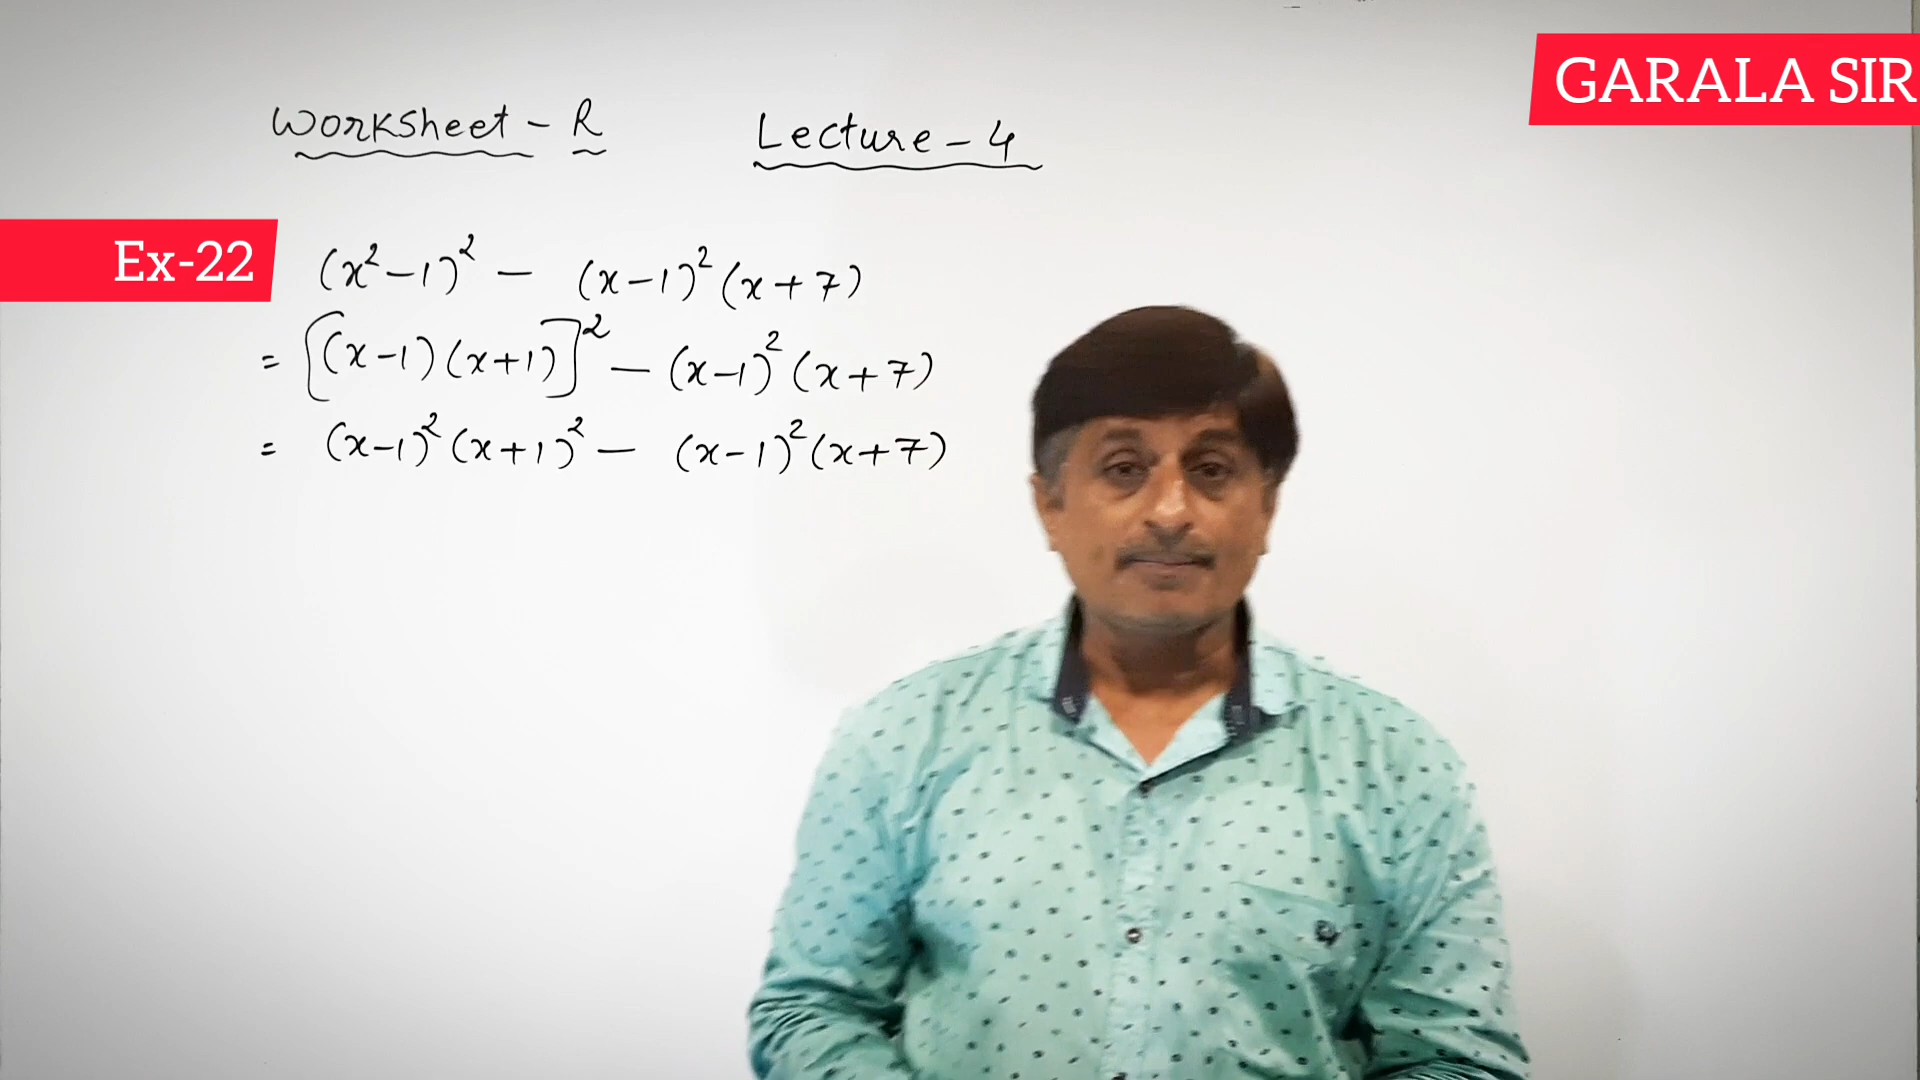 GARALA SIR
Worksheet - R Lecture - 4
Ex-22 (x²-1)² - (x-1)² (x+7)
= [(x-1)(x+1)]² - (x-1)² (x+7)
= (x-1)² (x+1)² - (x-1)² (x+7)